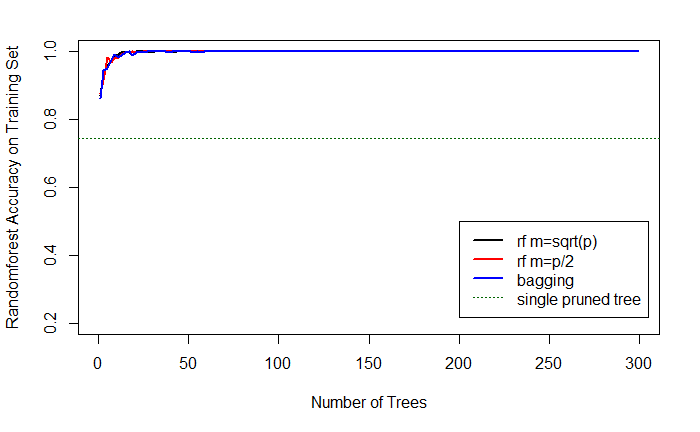 Randomforest Accuracy on Training Set
1.0
0.8
0.6
0.4
0.2
rf m=sqrt(p)
rf m=p/2
bagging
single pruned tree
0 50 100 150 200 250 300
Number of Trees